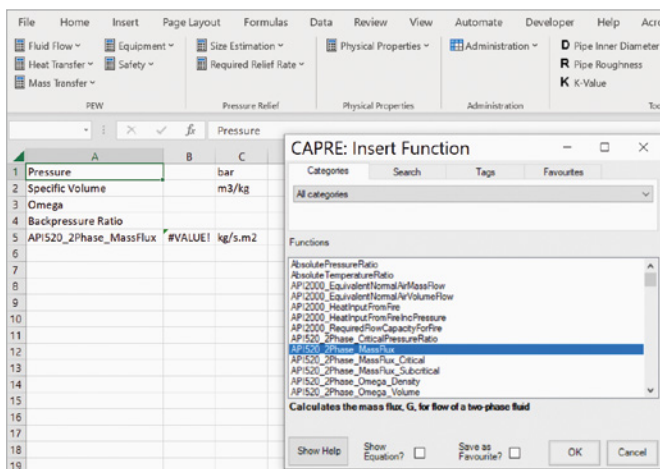 File Home Insert Page Layout Formulas Data Review View Automate Developer Help Acro
Fluid Flow Equipment Size Estimation Physical Properties Administration D Pipe Inner Diameter
Heat Transfer Safety Required Relief Rate R Pipe Roughness
Mass Transfer K K-Value
PEW Pressure Relief Physical Properties Administration Too
fx Pressure
A B C
1 Pressure bar
2 Specific Volume m3/kg
3 Omega
4 Backpressure Ratio
5 API520_2Phase_MassFlux #VALUE! kg/s.m2
6
7
8
9
10
11
12
13
14
15
16
17
18
19
CAPRE: Insert Function
Categories Search Tags Favourites
All categories
Functions
AbsolutePressureRatio
AbsoluteTemperatureRatio
API2000_EquivalentNormalAirMassFlow
API2000_EquivalentNormalAirVolumeFlow
API2000_HeatInputFromFire
API2000_HeatInputFromFireIncPressure
API2000_RequiredFlowCapacityForFire
API520_2Phase_CriticalPressureRatio
API520_2Phase_MassFlux
API520_2Phase_MassFlux_Critical
API520_2Phase_MassFlux_Subcritical
API520_2Phase_Omega_Density
API520_2Phase_Omega_Volume
Calculates the mass flux, G, for flow of a two-phase fluid
Show Help Show Equation? Save as Favourite? OK Cancel